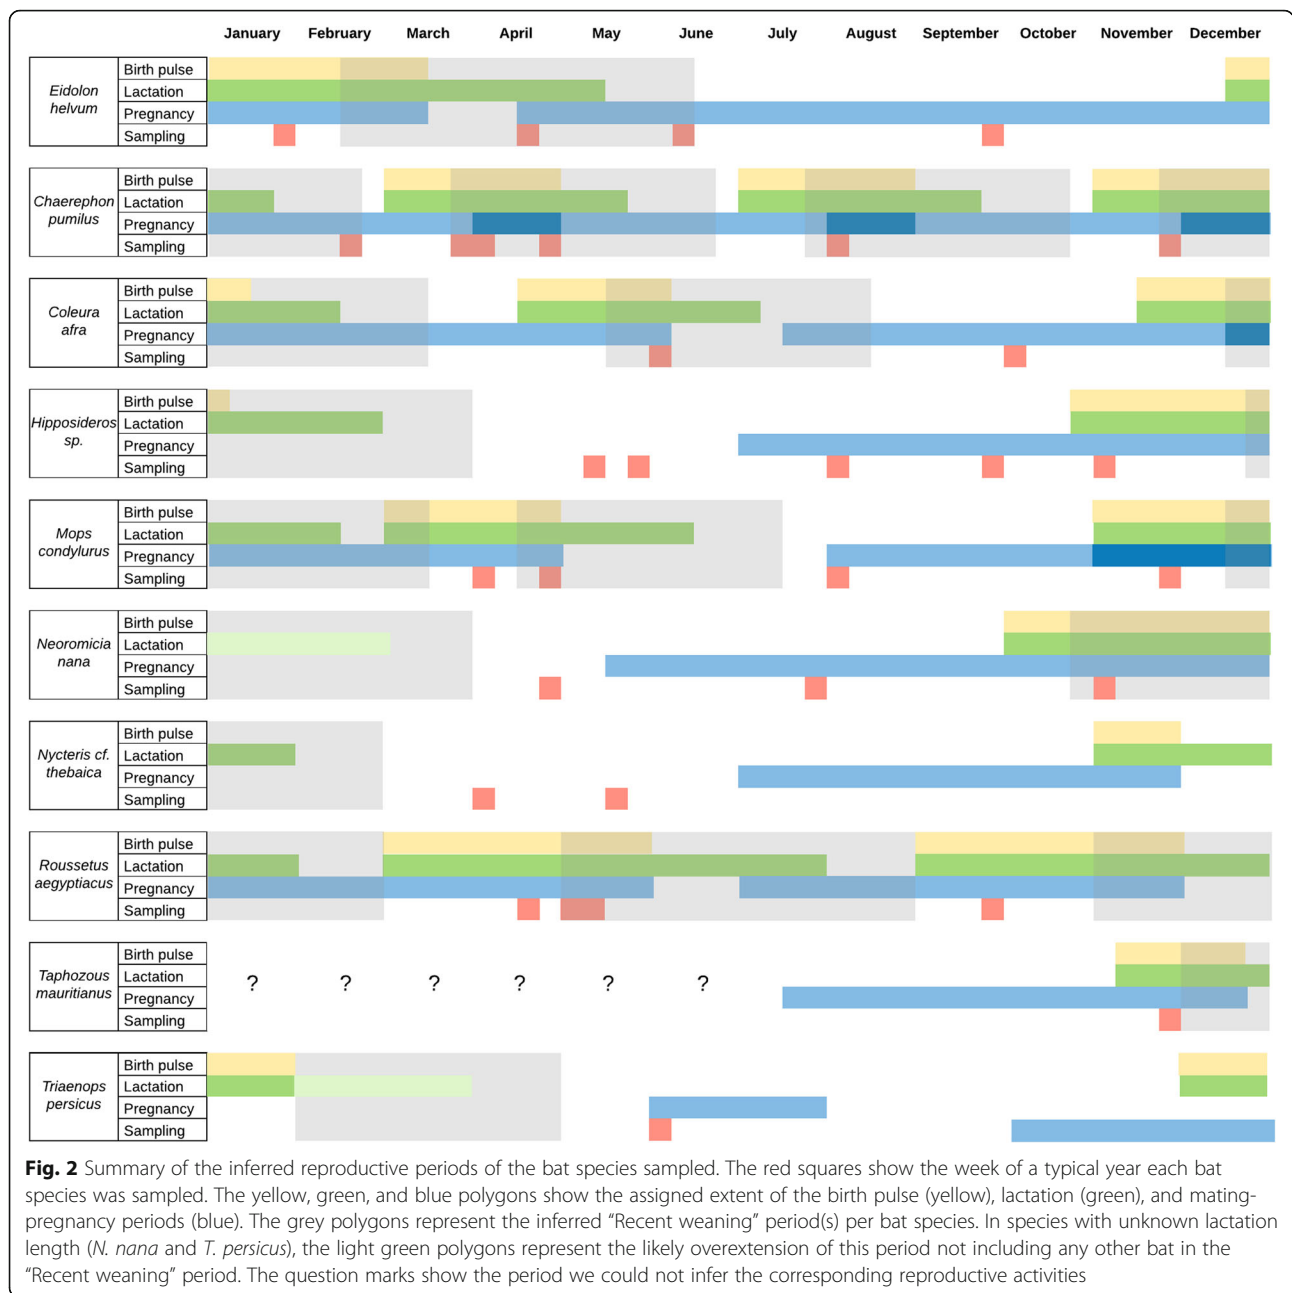 January February March April May June July August September October November December
Eidolon helvum
Birth pulse
Lactation
Pregnancy
Sampling
Chaerephon pumilus
Birth pulse
Lactation
Pregnancy
Sampling
Coleura afra
Birth pulse
Lactation
Pregnancy
Sampling
Hipposideros sp.
Birth pulse
Lactation
Pregnancy
Sampling
Mops condylurus
Birth pulse
Lactation
Pregnancy
Sampling
Neoromicia nana
Birth pulse
Lactation
Pregnancy
Sampling
Nycteris cf. thebaica
Birth pulse
Lactation
Pregnancy
Sampling
Roussetus aegyptiacus
Birth pulse
Lactation
Pregnancy
Sampling
Taphozous mauritianus
Birth pulse
Lactation
Pregnancy
Sampling
? ? ? ? ? ?
Triaenops persicus
Birth pulse
Lactation
Pregnancy
Sampling
Fig. 2 Summary of the inferred reproductive periods of the bat species sampled. The red squares show the week of a typical year each bat
species was sampled. The yellow, green, and blue polygons show the assigned extent of the birth pulse (yellow), lactation (green), and mating-
pregnancy periods (blue). The grey polygons represent the inferred “Recent weaning” period(s) per bat species. In species with unknown lactation
length (N. nana and T. persicus), the light green polygons represent the likely overextension of this period not including any other bat in the
“Recent weaning” period. The question marks show the period we could not infer the corresponding reproductive activities